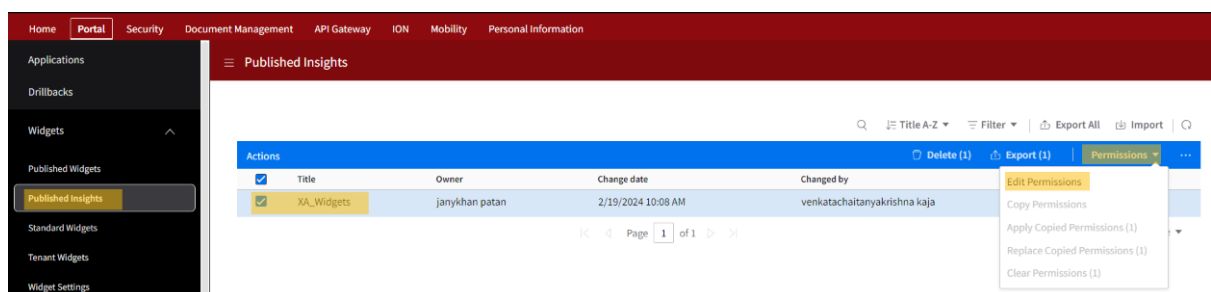 Home Portal Security Document Management API Gateway ION Mobility Personal Information
Applications
Published Insights
Drillbacks
Widgets
Title A-Z Filter Export All Import
Actions Delete (1) Export (1) Permissions ...
Published Widgets
Title Owner Change date Changed by
Edit Permissions
Published Insights
XA_Widgets janykhan patan 2/19/2024 10:08 AM venkatachaitanyakrishna kaja
Copy Permissions
Standard Widgets
Page 1 of 1
Apply Copied Permissions (1)
Replace Copied Permissions (1)
Tenant Widgets
Clear Permissions (1)
Widget Settings